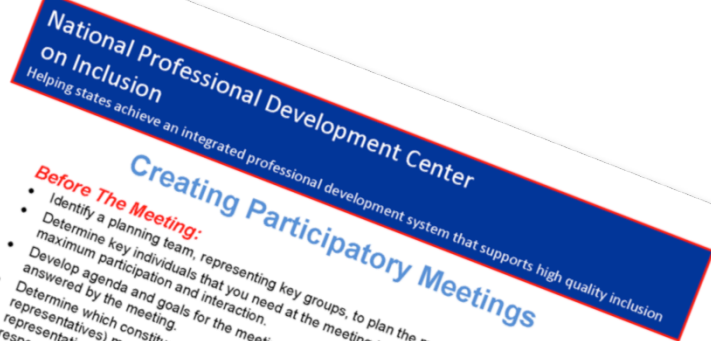 National Professional Development Center
on Inclusion
Helping states achieve an integrated professional development system that supports high quality inclusion
Creating Participatory Meetings
Before The Meeting:
• Identify a planning team, representing key groups, to plan the
• Determine key individuals that you need at the meeting
maximum participation and interaction.
• Develop agenda and goals for the
answered by the meeting.
Determine which
representatives)